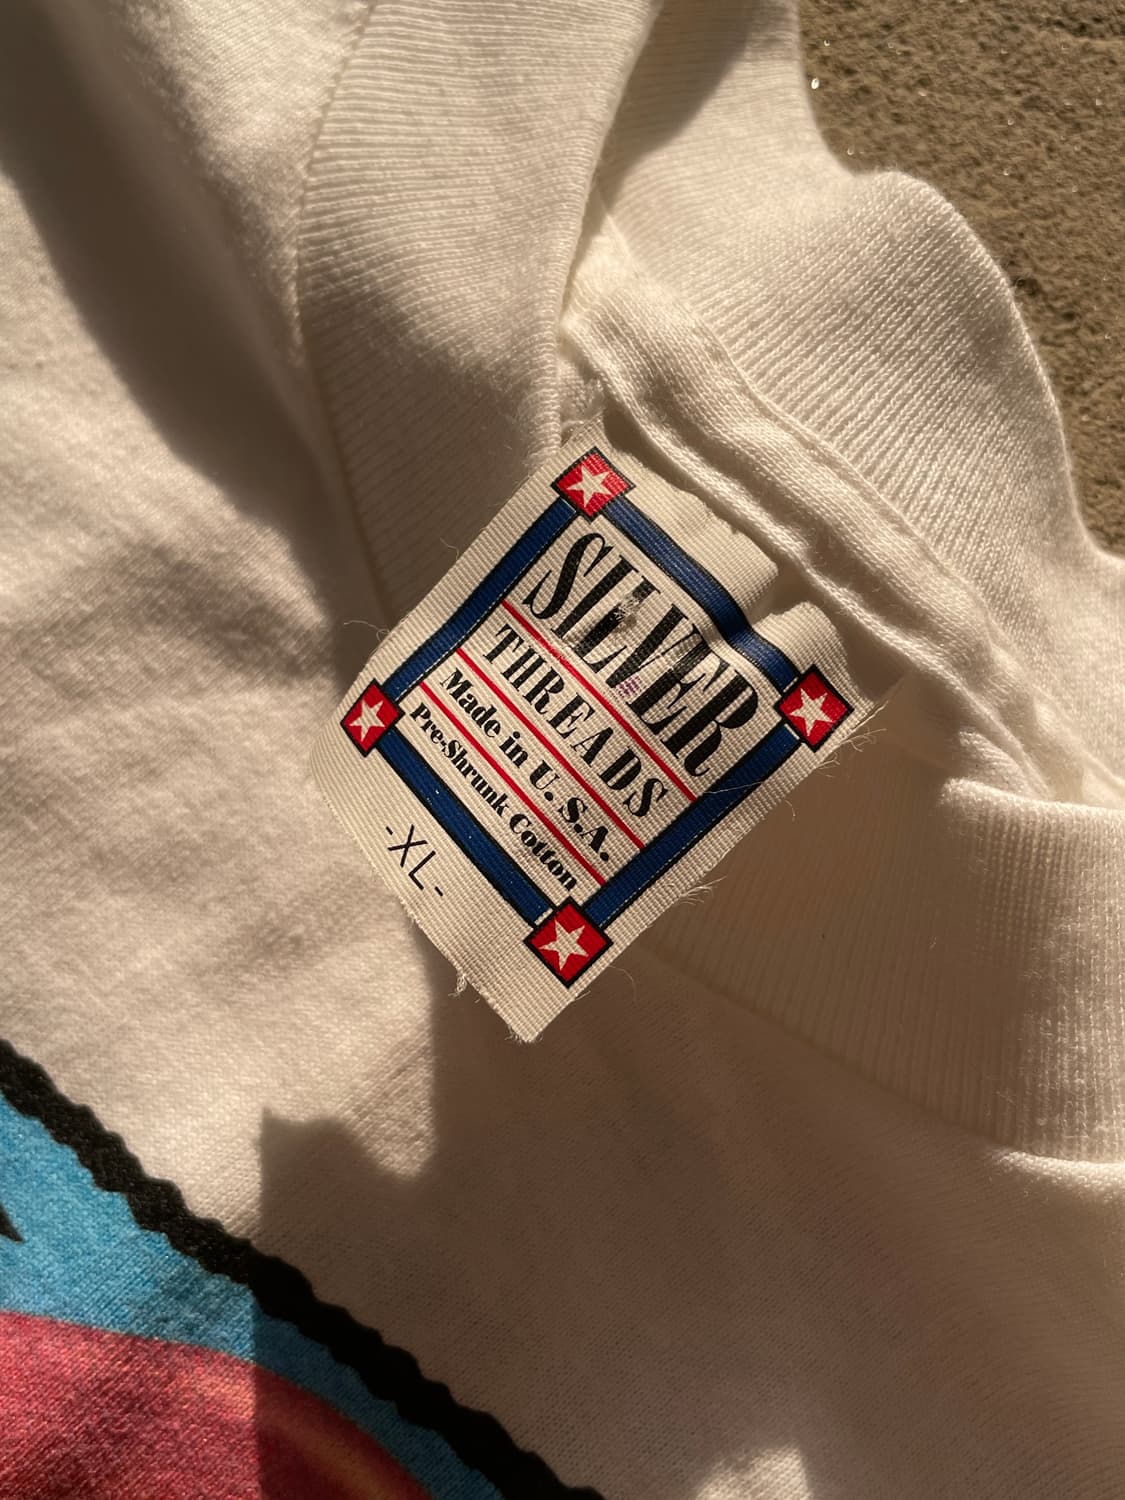 SILVER
THREADS
Made in U.S.A.
Pre-Shrunk Cotton
-XL-